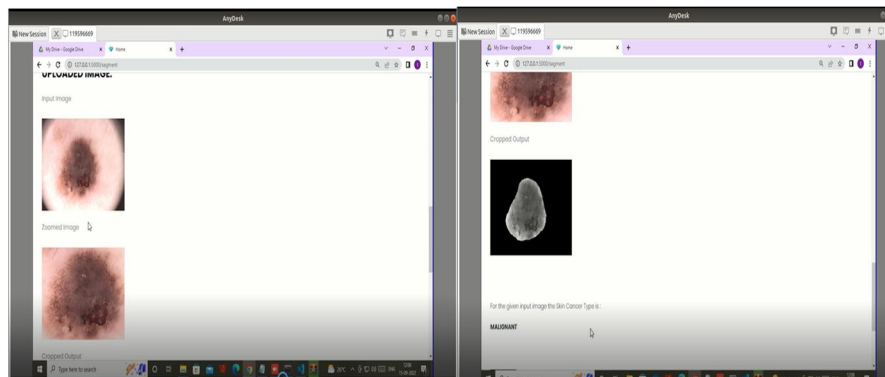 AnyDesk
New Session
119596669
My Drive - Google Drive
Home
127.0.0.1:5000/segment
UPLOADED IMAGE:
Input Image
Zoomed Image
Cropped Output
Type here to search
26°C
ENG
AnyDesk
New Session
119596669
My Drive - Google Drive
Home
127.0.0.1:5000/segment
Cropped Output
For the given input image the Skin Cancer Type is :
MALIGNANT